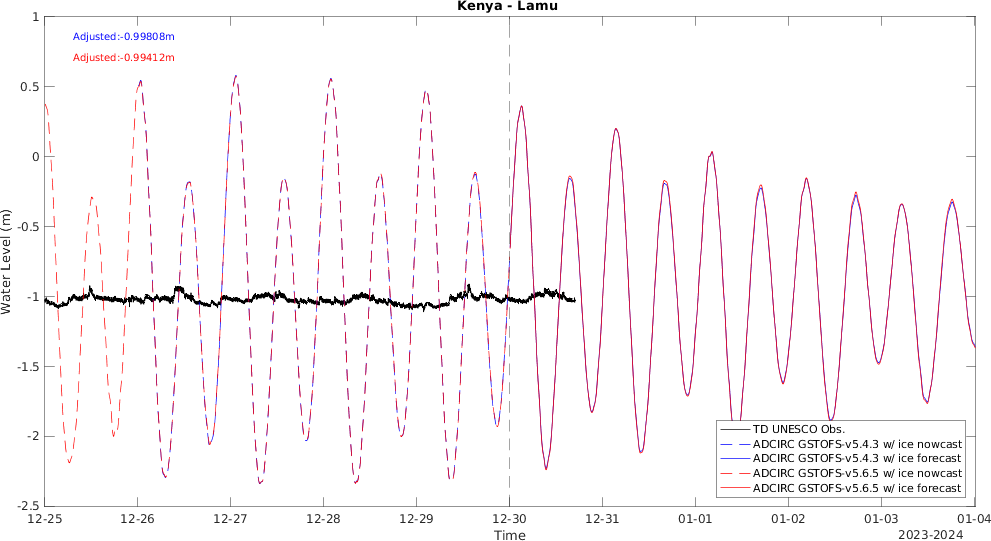 Kenya - Lamu
1
Adjusted:-0.99808m
Adjusted:-0.99412m
0.5
0
-0.5
-1
-1.5
-2
-2.5
Water Level (m)
TD UNESCO Obs.
ADCIRC GSTOFS-v5.4.3 w/ ice nowcast
ADCIRC GSTOFS-v5.4.3 w/ ice forecast
ADCIRC GSTOFS-v5.6.5 w/ ice nowcast
ADCIRC GSTOFS-v5.6.5 w/ ice forecast
12-25 12-26 12-27 12-28 12-29 12-30 12-31 01-01 01-02 01-03 01-04
Time
2023-2024